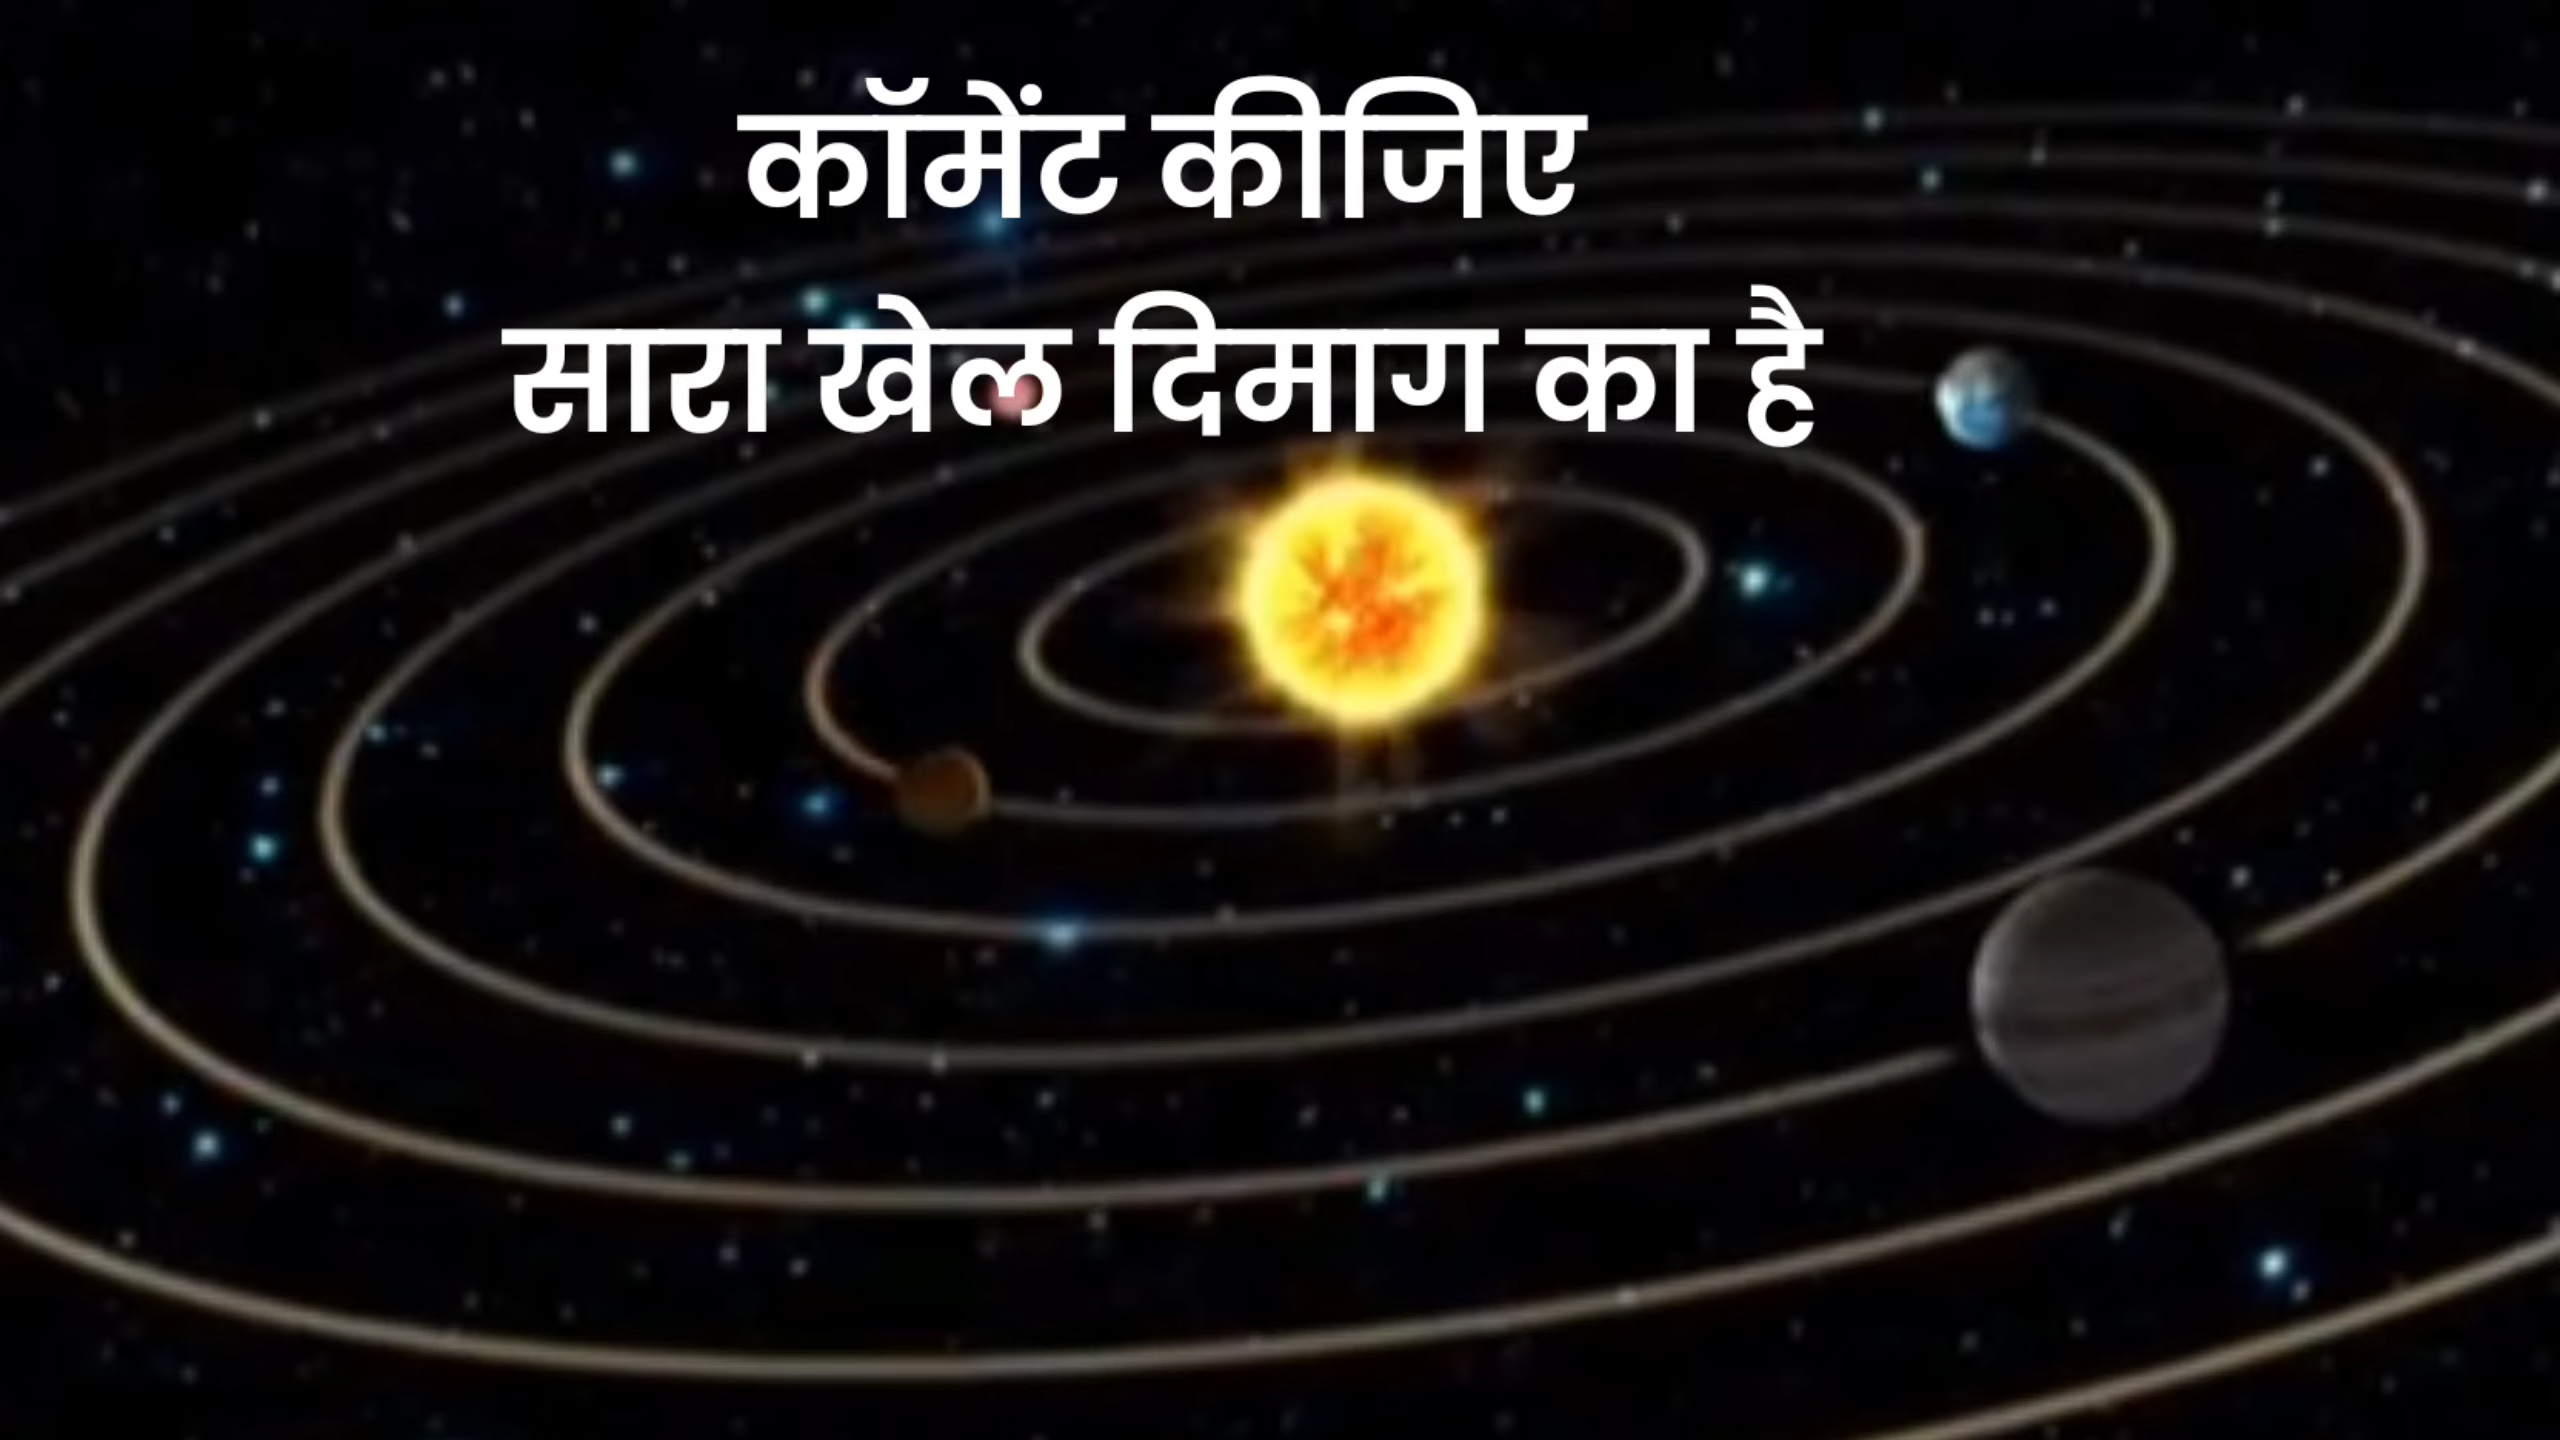 कॉमेंट कीजिए
सारा खेल दिमाग का है